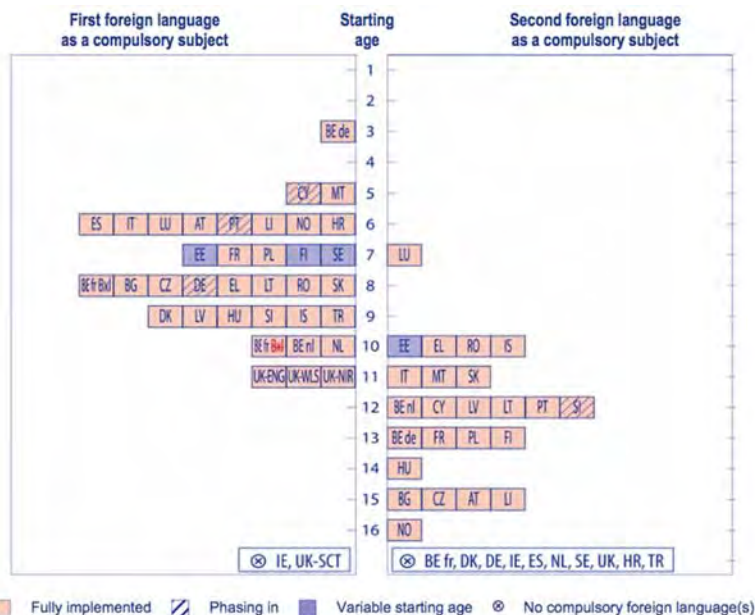 First foreign language
as a compulsory subject
Starting
age
Second foreign language
as a compulsory subject
1
2
BE de 3
4
CY MT 5
ES IT LU AT PT LI NO HR 6
EE FR PL FI SE 7 LU
BE fr Bxl BG CZ DE EL LT RO SK 8
DK LV HU SI IS TR 9
BE fr Bxl BE nl NL 10 EE EL RO IS
UK-ENG UK-WLS UK-NIR 11 IT MT SK
12 BE nl CY LV LT PT SI
13 BE de FR PL FI
14 HU
15 BG CZ AT LI
16 NO
⊗ IE, UK-SCT ⊗ BE fr, DK, DE, IE, ES, NL, SE, UK, HR, TR
Fully implemented Phasing in Variable starting age ⊗ No compulsory foreign language(s)